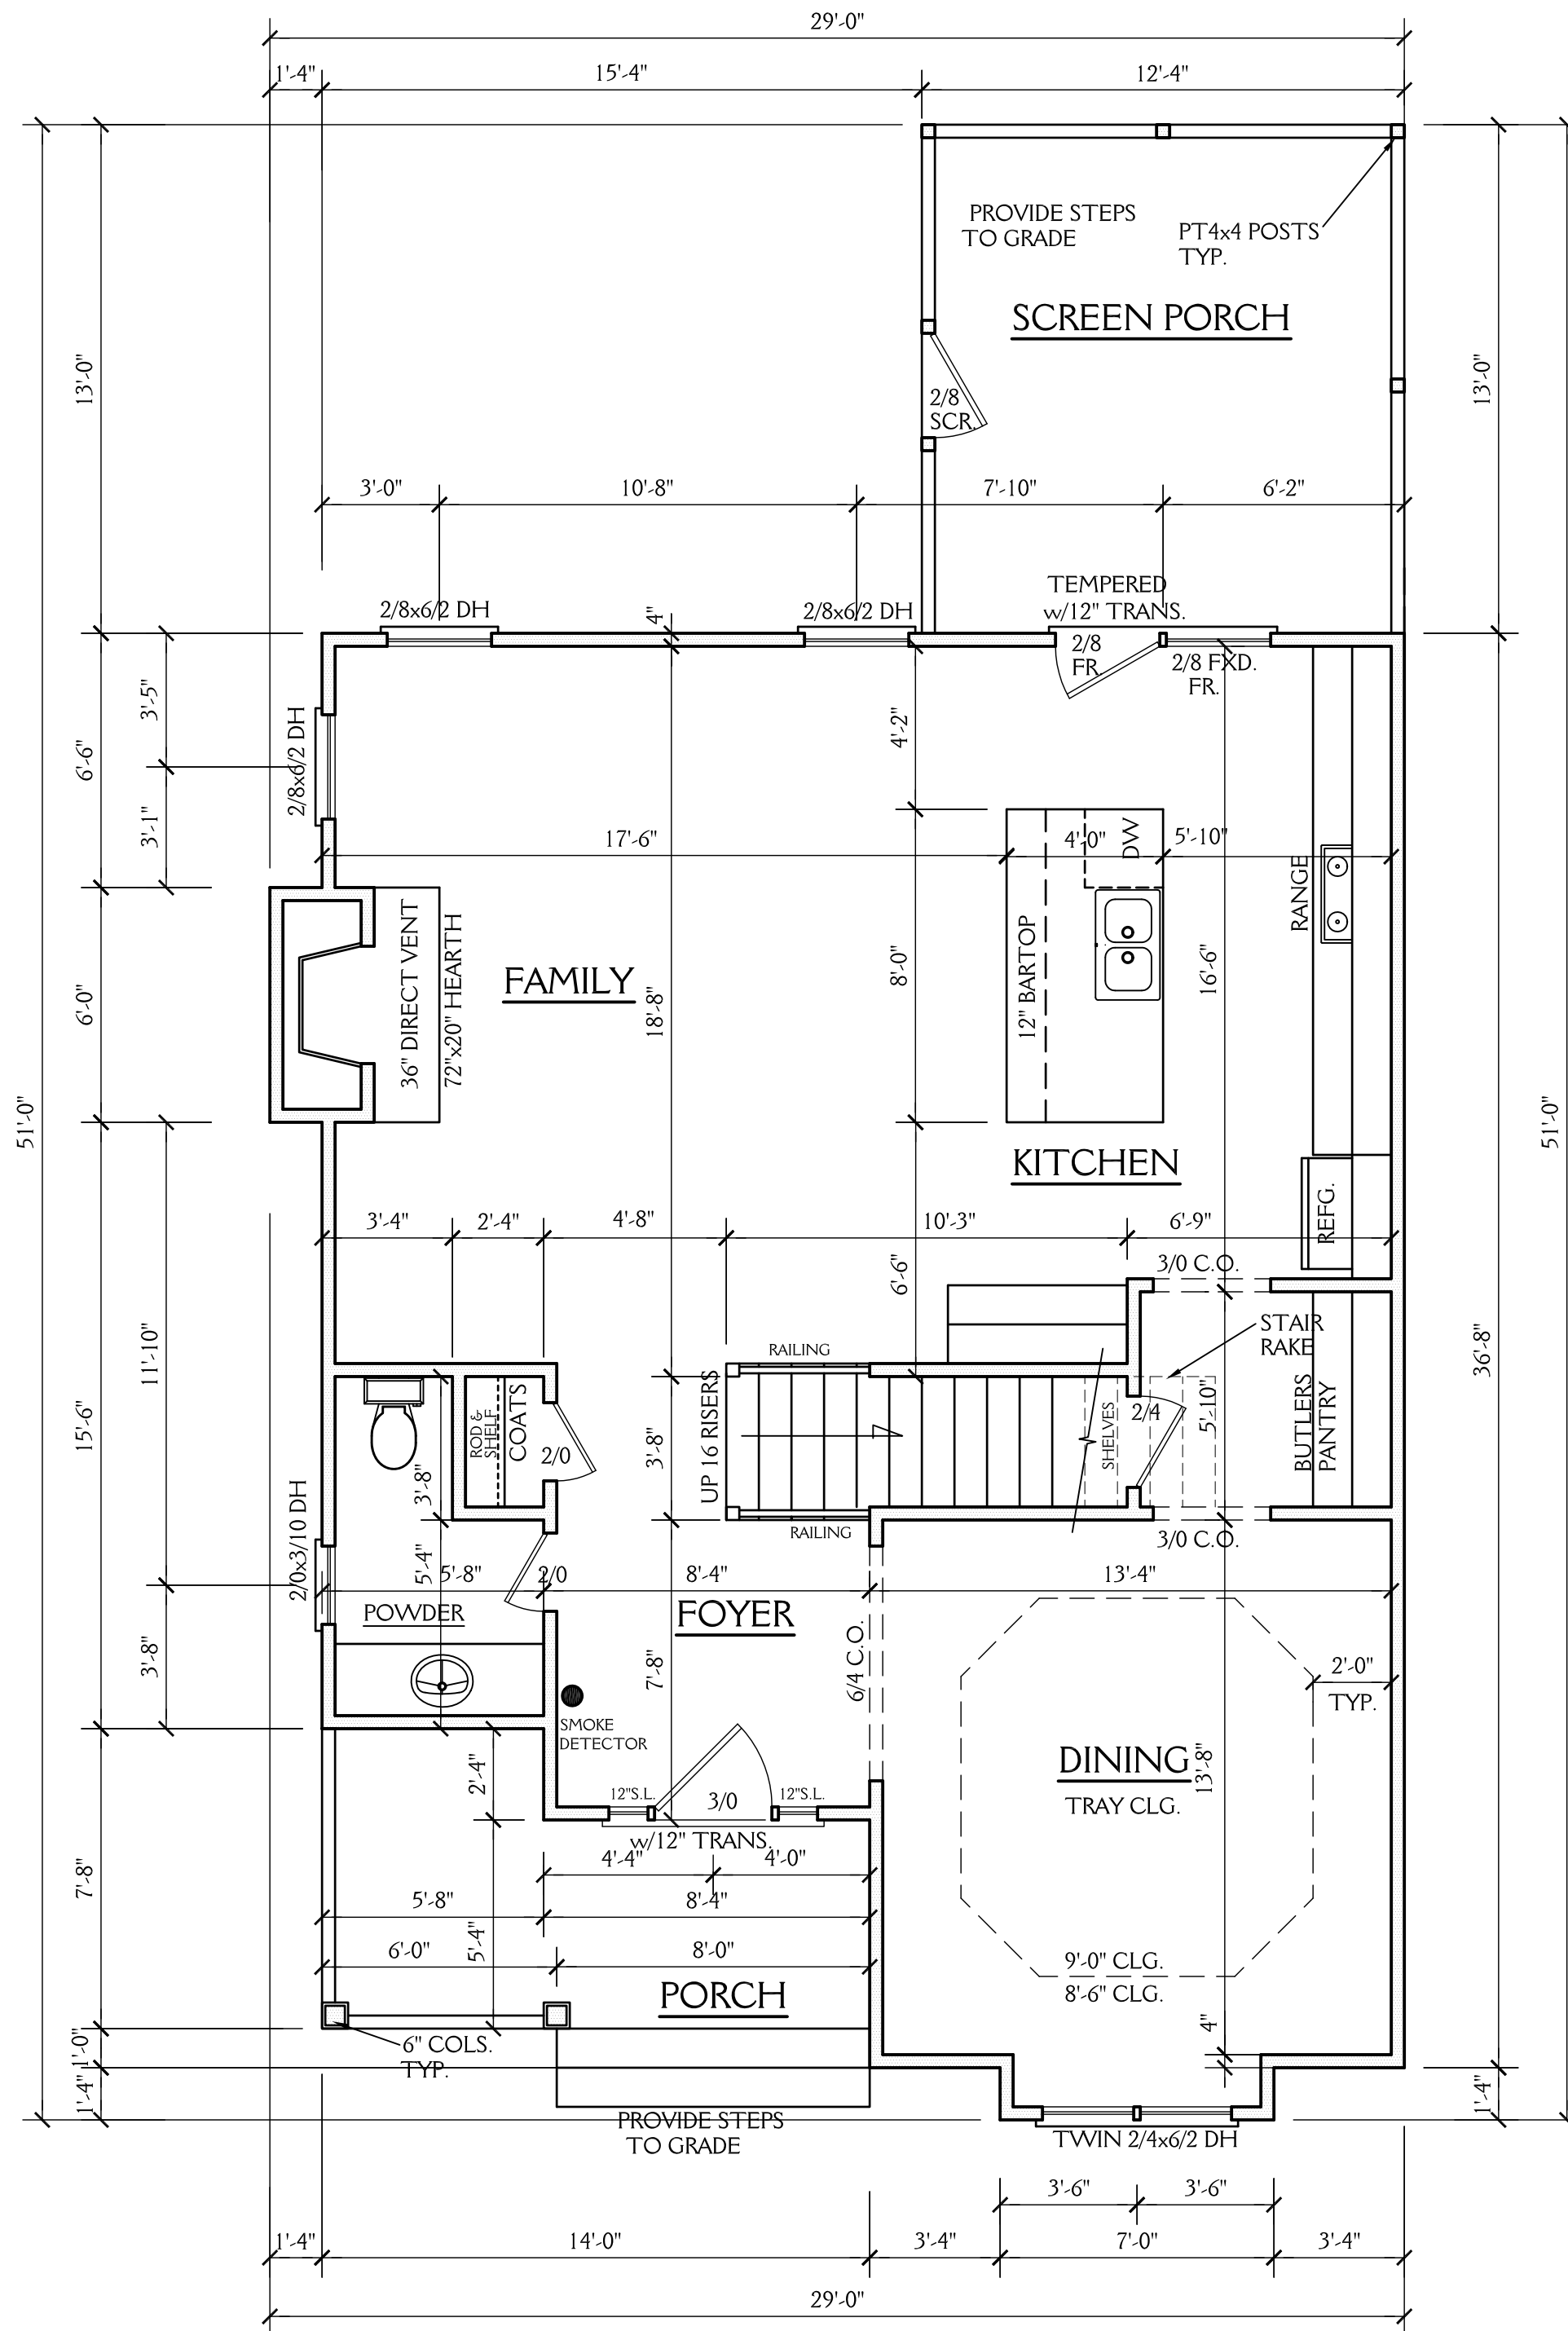 29'-0"
1'-4"
15'-4"
12'-4"
PROVIDE STEPS
TO GRADE
PT4x4 POSTS
TYP.
SCREEN PORCH
13'-0"
13'-0"
2/8
SCR.
3'-0"
10'-8"
7'-10"
6'-2"
TEMPERED
w/12" TRANS.
2/8x6/2 DH
4"
2/8x6/2 DH
2/8
FR.
2/8 FXD.
FR.
3'-5"
2/8x6/2 DH
6'-6"
4'-2"
3'-1"
17'-6"
4'-0"
DW
5'-10"
RANGE
36" DIRECT VENT
72"x20" HEARTH
FAMILY
8'-0"
12" BARTOP
16'-6"
6'-0"
18'-8"
51'-0"
51'-0"
KITCHEN
REFG.
3'-4"
2'-4"
4'-8"
10'-3"
6'-9"
6'-6"
3/0 C.O.
STAIR
RAKE
11'-10"
36'-8"
RAILING
15'-6"
ROD &
SHELF
COATS
2/0
3'-8"
3'-8"
UP 16 RISERS
SHELVES
2/4
5'-10"
BUTLERS
PANTRY
RAILING
3/0 C.O.
2/0x3/10 DH
5'-4"
5'-8"
2/0
8'-4"
13'-4"
POWDER
FOYER
3'-8"
7'-8"
6/4 C.O.
2'-0"
TYP.
SMOKE
DETECTOR
2'-4"
12"S.L.
3/0
12"S.L.
w/12" TRANS.
DINING
13'-8"
TRAY CLG.
4'-4"
4'-0"
7'-8"
5'-8"
8'-4"
5'-4"
6'-0"
8'-0"
9'-0" CLG.
8'-6" CLG.
PORCH
4"
1'-0"
6" COLS.
TYP.
1'-4"
1'-4"
PROVIDE STEPS
TO GRADE
TWIN 2/4x6/2 DH
3'-6"
3'-6"
1'-4"
14'-0"
3'-4"
7'-0"
3'-4"
29'-0"